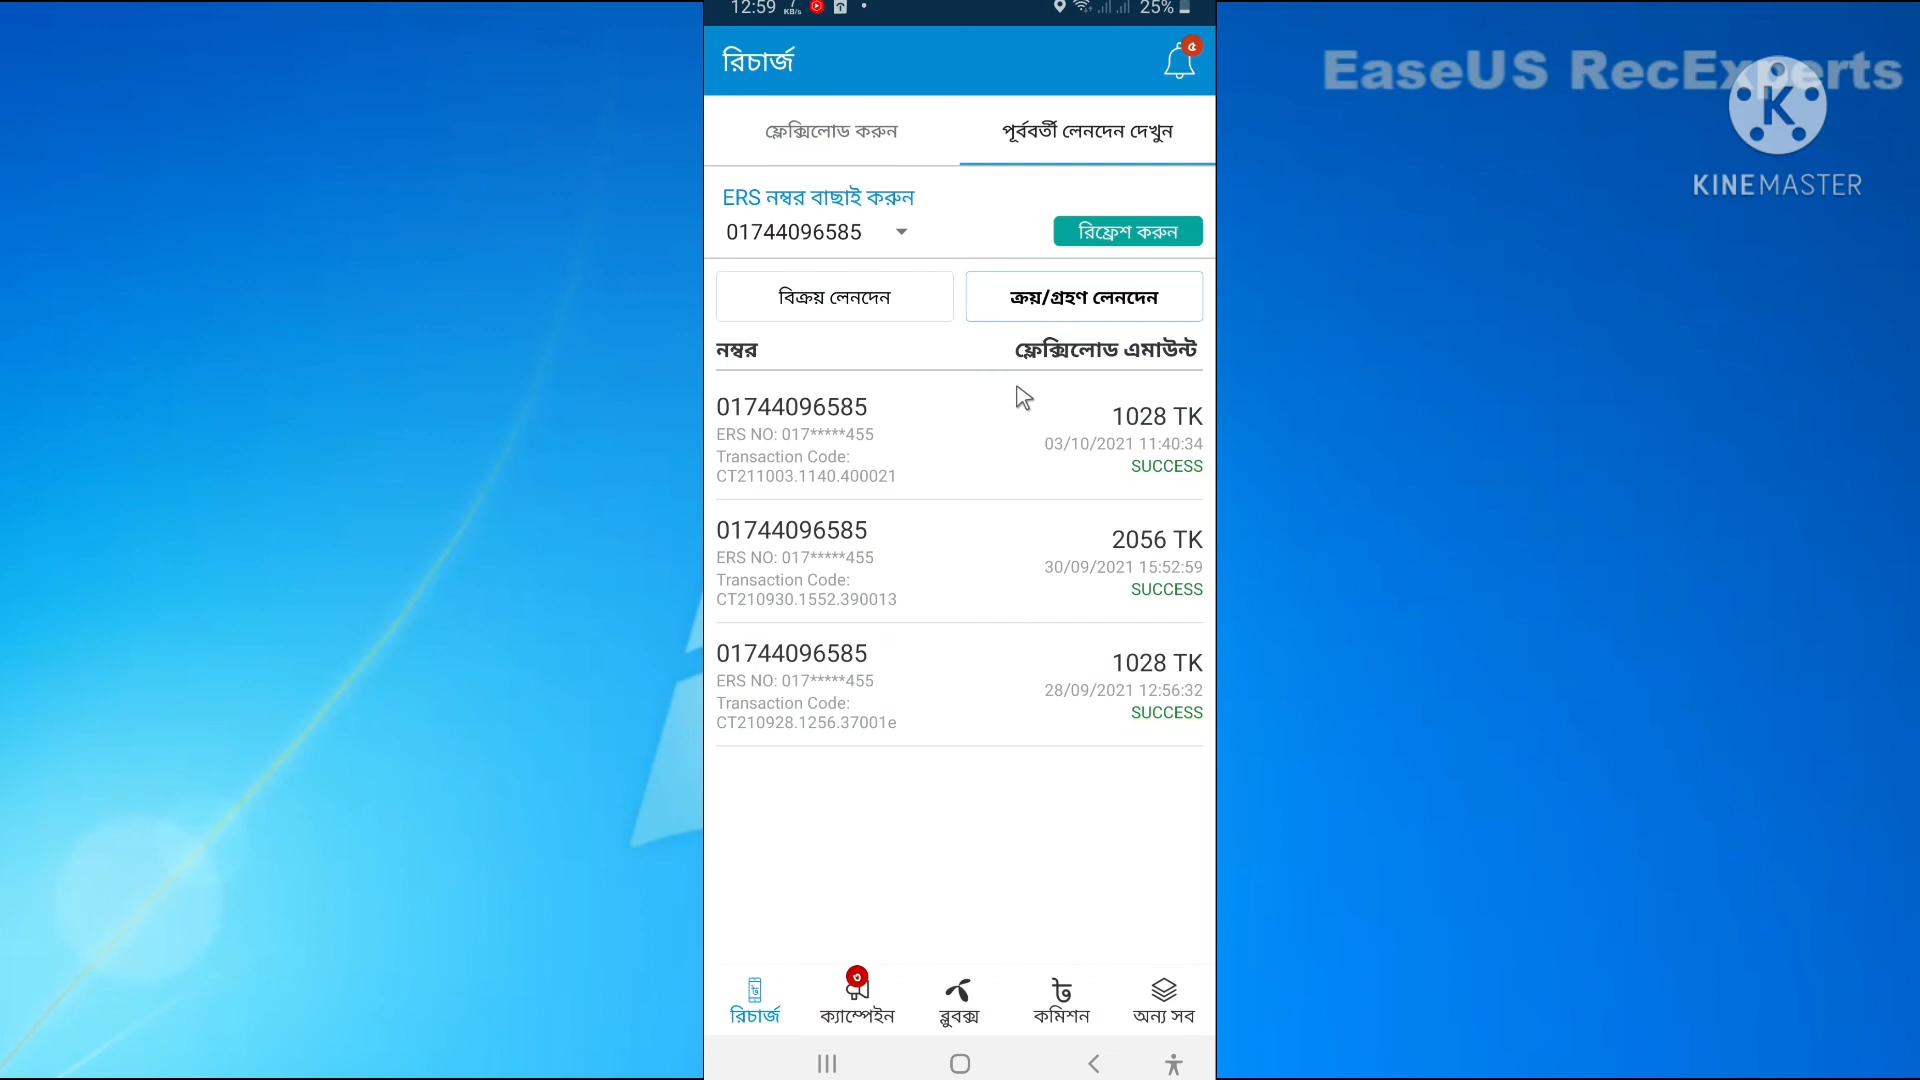 12:59 7 KB/s 25%
EaseUS RecExperts
K
KINEMASTER
রিচার্জ
৫
ফ্লেক্সিলোড করুন
পূর্ববর্তী লেনদেন দেখুন
ERS নম্বর বাছাই করুন
01744096585
রিফ্রেশ করুন
বিক্রয় লেনদেন
ক্রয়/গ্রহণ লেনদেন
নম্বর
ফ্লেক্সিলোড এমাউন্ট
01744096585
ERS NO: 017*****455
Transaction Code:
CT211003.1140.400021
1028 TK
03/10/2021 11:40:34
SUCCESS
01744096585
ERS NO: 017*****455
Transaction Code:
CT210930.1552.390013
2056 TK
30/09/2021 15:52:59
SUCCESS
01744096585
ERS NO: 017*****455
Transaction Code:
CT210928.1256.37001e
1028 TK
28/09/2021 12:56:32
SUCCESS
৩
রিচার্জ
ক্যাম্পেইন
ব্লুবক্স
কমিশন
অন্য সব